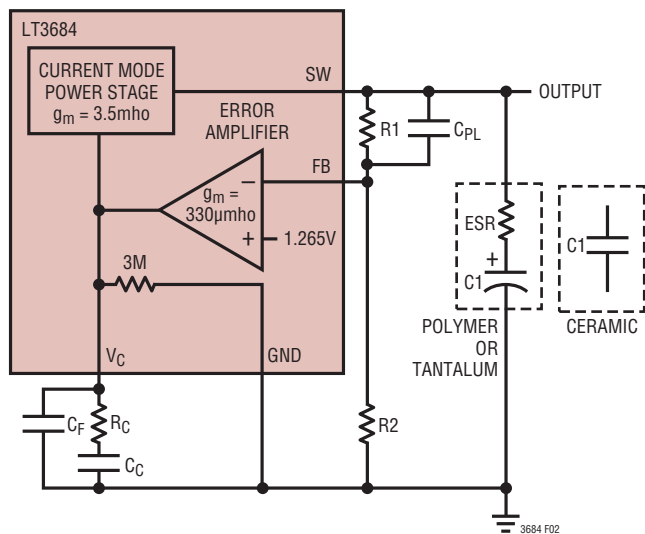 LT3684
CURRENT MODE
POWER STAGE
gm = 3.5mho
SW
OUTPUT
ERROR
AMPLIFIER
R1
CPL
FB
–
gm =
330µmho
+
1.265V
ESR
+
C1
C1
3M
POLYMER
OR
TANTALUM
CERAMIC
VC
GND
CF
RC
R2
CC
3684 F02